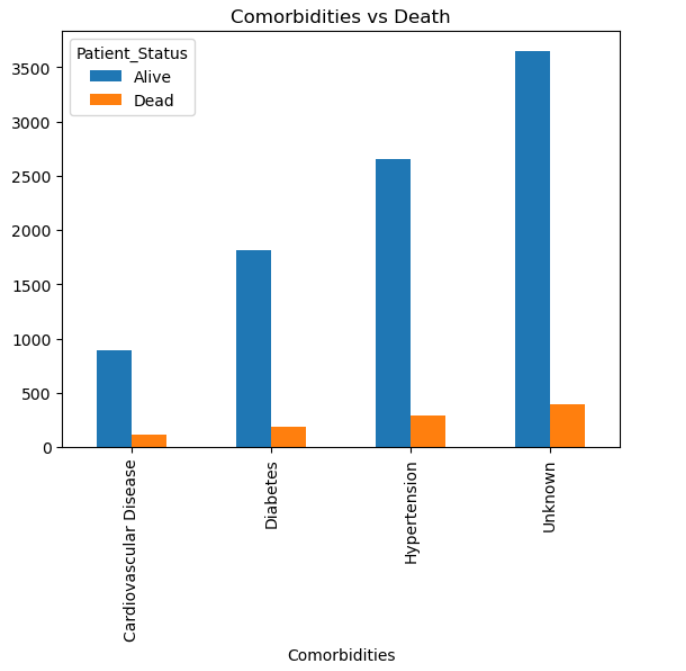 Comorbidities vs Death
Patient_Status
Alive
Dead
3500
3000
2500
2000
1500
1000
500
0
Cardiovascular Disease
Diabetes
Hypertension
Unknown
Comorbidities